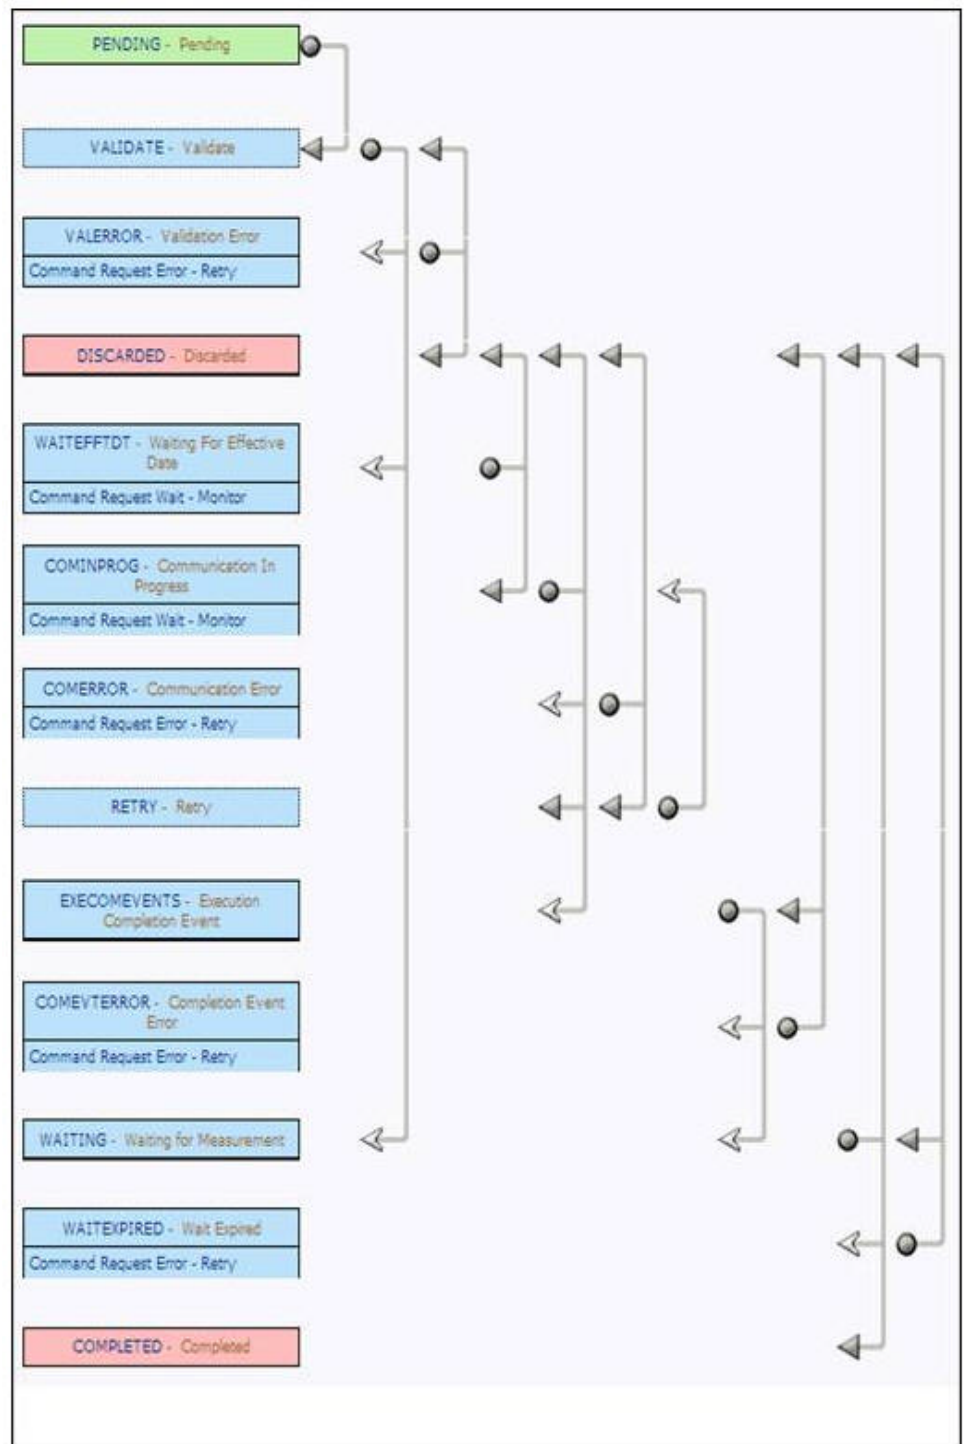 PENDING - Pending
VALIDATE - Validate
VALERROR - Validation Error
Command Request Error - Retry
DISCARDED - Discarded
WAITEFFTDT - Waiting For Effective
Date
Command Request Wait - Monitor
COMINPROG - Communication In
Progress
Command Request Wait - Monitor
COMERROR - Communication Error
Command Request Error - Retry
RETRY - Retry
EXECOMEVENTS - Execution
Completion Event
COMEVTERROR - Completion Event
Error
Command Request Error - Retry
WAITING - Waiting for Measurement
WAITEXPIRED - Wait Expired
Command Request Error - Retry
COMPLETED - Completed